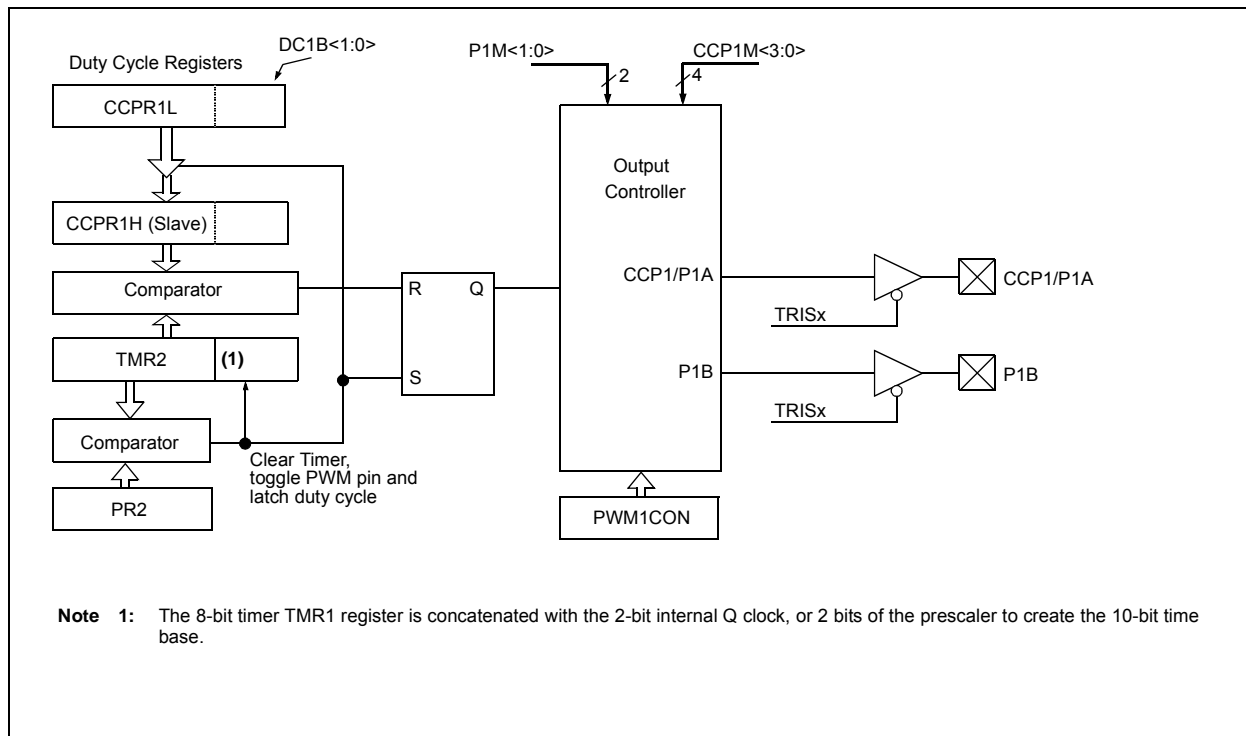 DC1B<1:0>
Duty Cycle Registers
CCPR1L
CCPR1H (Slave)
Comparator
TMR2
(1)
Comparator
PR2
Clear Timer,
toggle PWM pin and
latch duty cycle
R
Q
S
P1M<1:0>
2
CCP1M<3:0>
4
Output
Controller
CCP1/P1A
P1B
PWM1CON
TRISx
CCP1/P1A
TRISx
P1B
Note 1: The 8-bit timer TMR1 register is concatenated with the 2-bit internal Q clock, or 2 bits of the prescaler to create the 10-bit time
base.